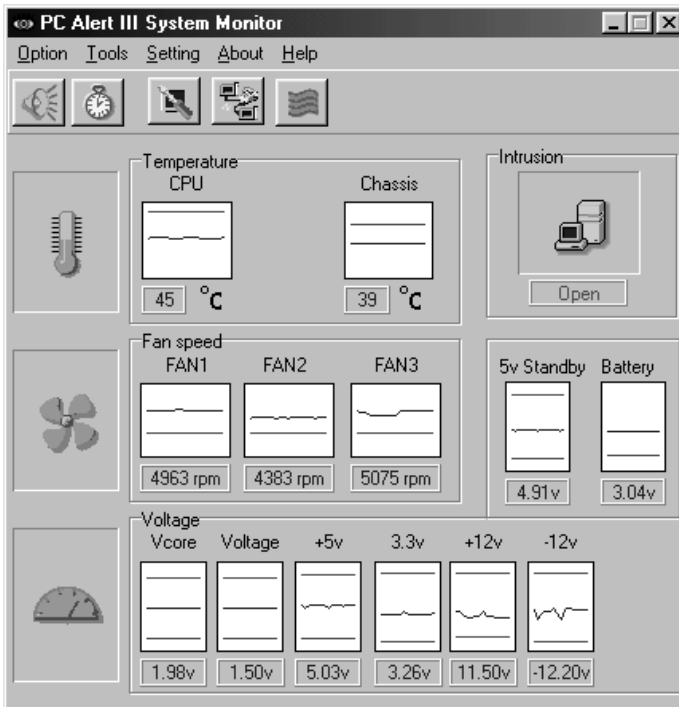 PC Alert III System Monitor
Option Tools Setting About Help
Temperature
CPU Chassis
45 °C 39 °C
Intrusion
Open
Fan speed
FAN1 FAN2 FAN3
4963 rpm 4383 rpm 5075 rpm
5v Standby Battery
4.91v 3.04v
Voltage
Vcore Voltage +5v 3.3v +12v -12v
1.98v 1.50v 5.03v 3.26v 11.50v -12.20v